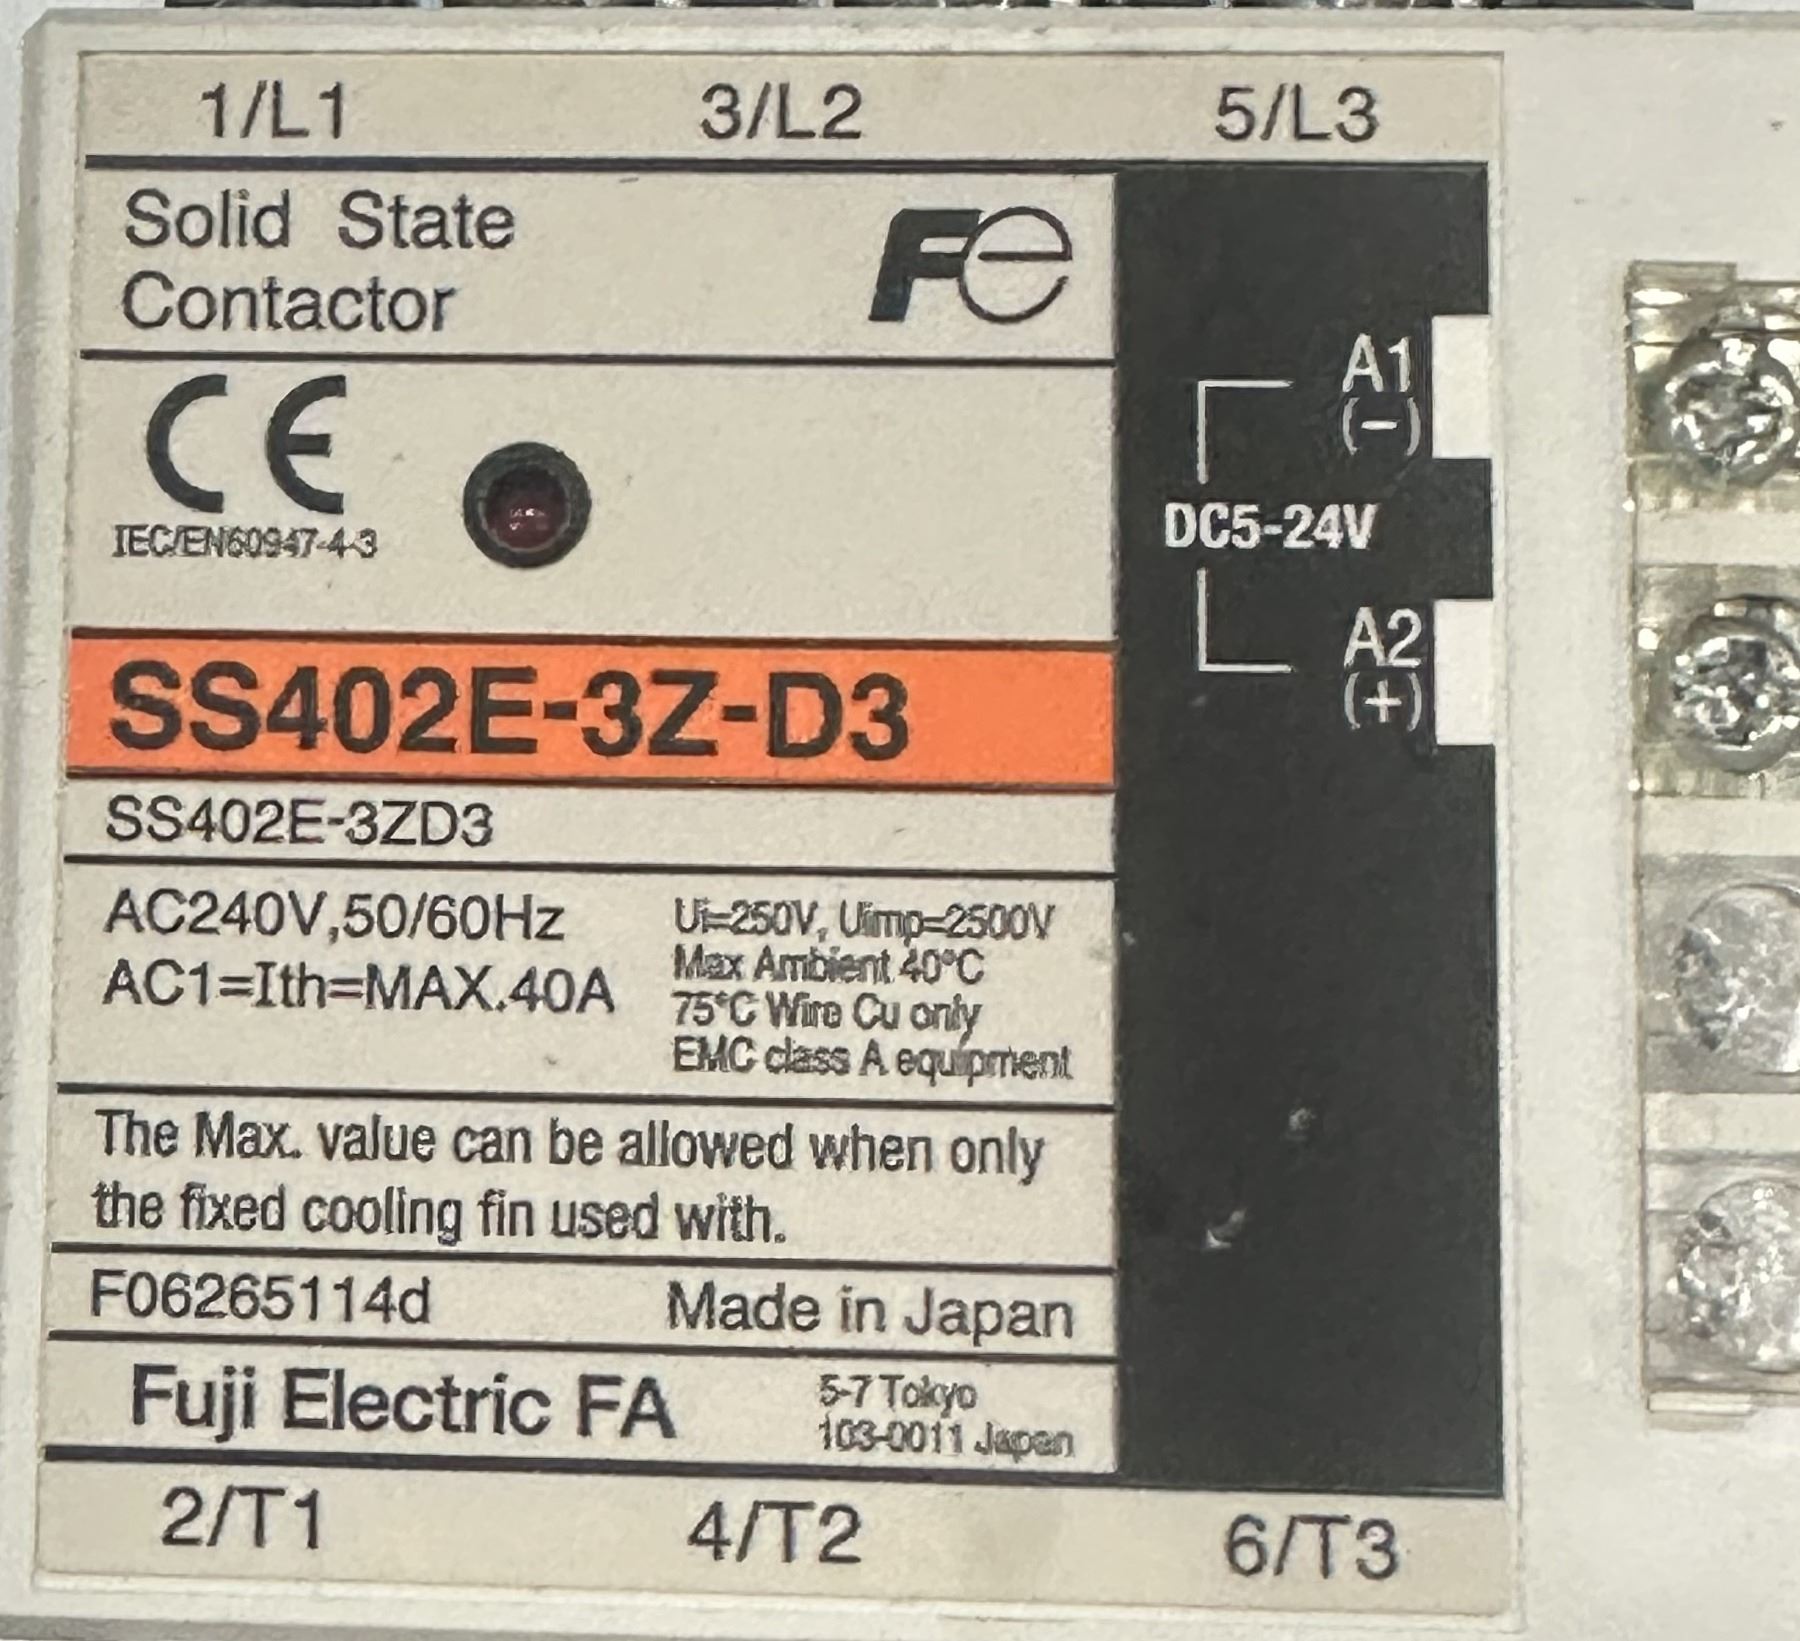 1/L1 3/L2 5/L3
Solid State
Contactor
Fe
CE
IEC/EN60947-4-3
A1
(-)
DC5-24V
A2
(+)
SS402E-3Z-D3
SS402E-3ZD3
AC240V,50/60Hz
AC1=Ith=MAX.40A
Ui=250V, Uimp=2500V
Max Ambient 40°C
75°C Wire Cu only
EMC class A equipment
The Max. value can be allowed when only
the fixed cooling fin used with.
F06265114d Made in Japan
Fuji Electric FA
5-7 Tokyo
103-0011 Japan
2/T1 4/T2 6/T3